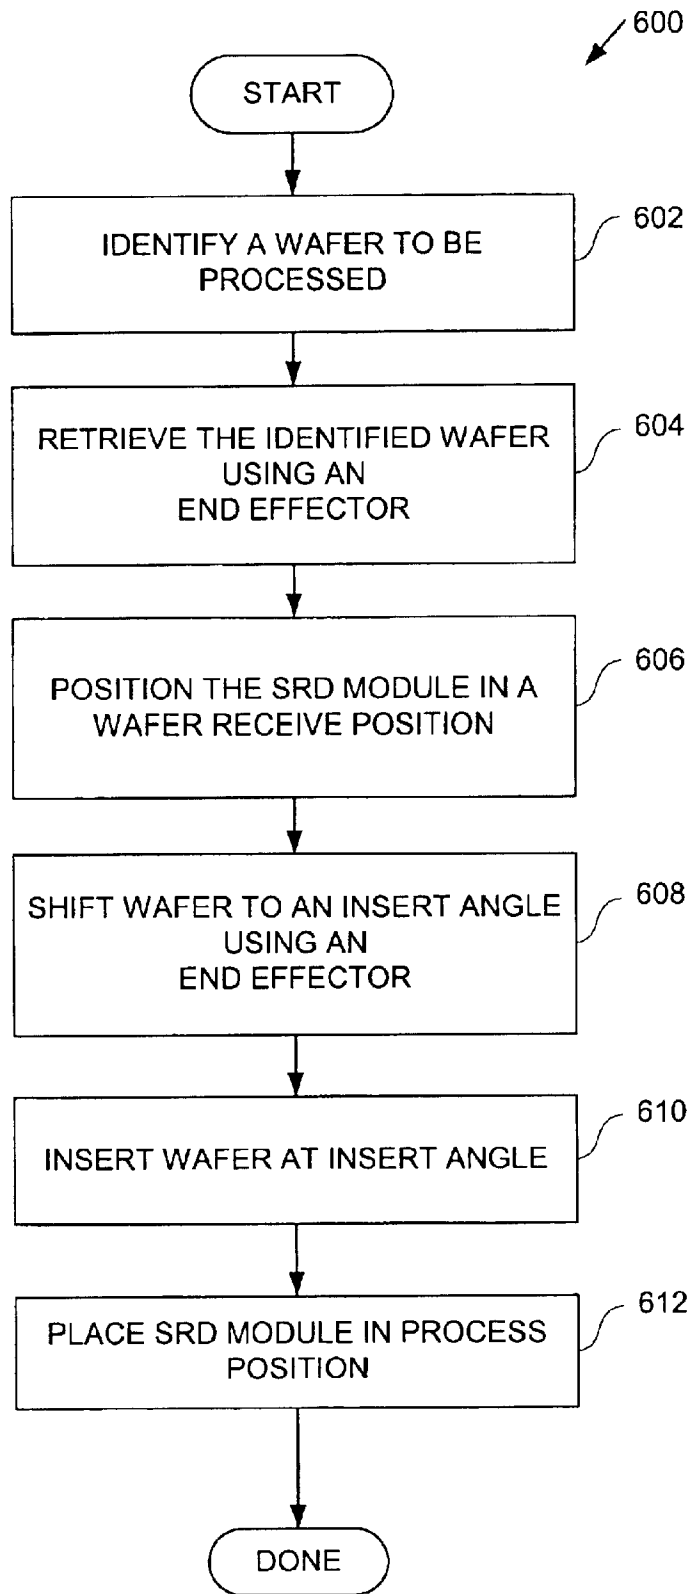 600
START
IDENTIFY A WAFER TO BE
PROCESSED
602
RETRIEVE THE IDENTIFIED WAFER
USING AN
END EFFECTOR
604
POSITION THE SRD MODULE IN A
WAFER RECEIVE POSITION
606
SHIFT WAFER TO AN INSERT ANGLE
USING AN
END EFFECTOR
608
INSERT WAFER AT INSERT ANGLE
610
PLACE SRD MODULE IN PROCESS
POSITION
612
DONE